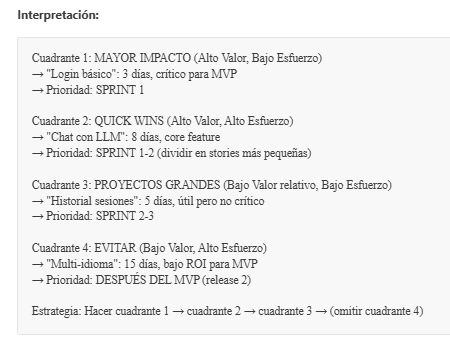 Interpretación:
Cuadrante 1: MAYOR IMPACTO (Alto Valor, Bajo Esfuerzo)
→ "Login básico": 3 días, crítico para MVP
→ Prioridad: SPRINT 1
Cuadrante 2: QUICK WINS (Alto Valor, Alto Esfuerzo)
→ "Chat con LLM": 8 días, core feature
→ Prioridad: SPRINT 1-2 (dividir en stories más pequeñas)
Cuadrante 3: PROYECTOS GRANDES (Bajo Valor relativo, Bajo Esfuerzo)
→ "Historial sesiones": 5 días, útil pero no crítico
→ Prioridad: SPRINT 2-3
Cuadrante 4: EVITAR (Bajo Valor, Alto Esfuerzo)
→ "Multi-idioma": 15 días, bajo ROI para MVP
→ Prioridad: DESPUÉS DEL MVP (release 2)
Estrategia: Hacer cuadrante 1 → cuadrante 2 → cuadrante 3 → (omitir cuadrante 4)